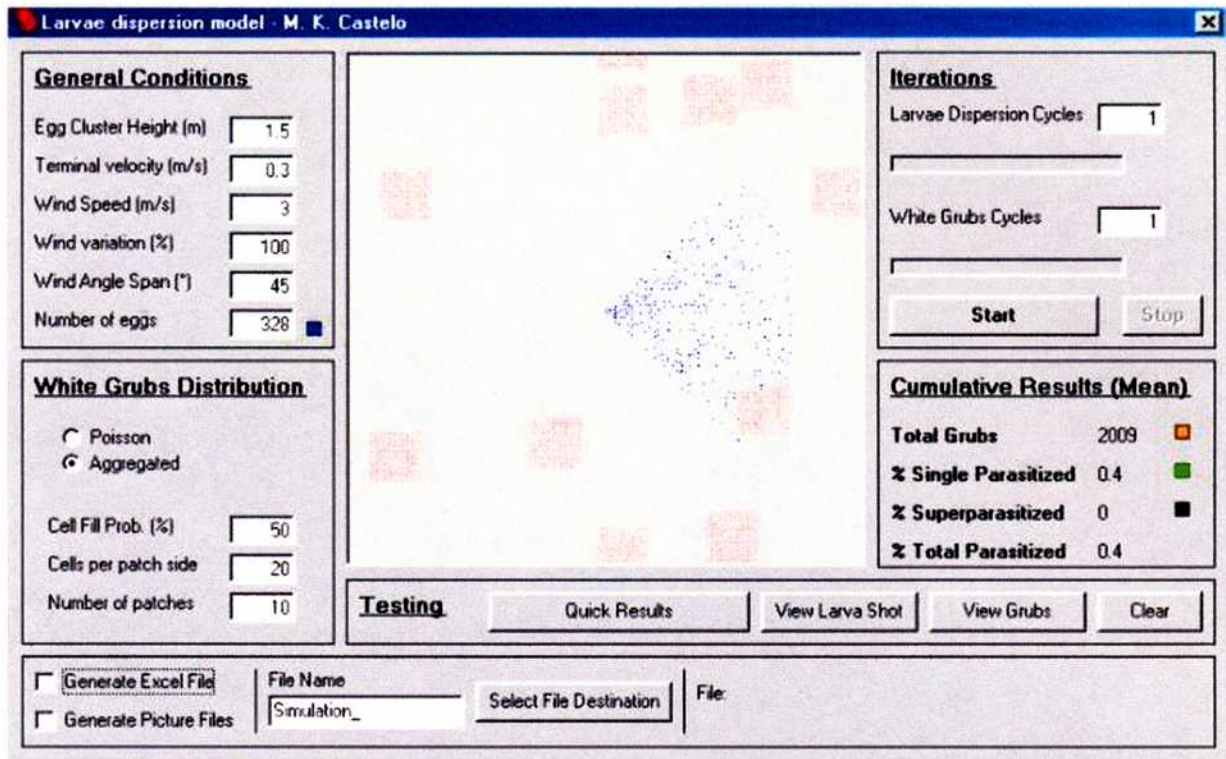 Larvae dispersion model - M. K. Castelo
General Conditions
Egg Cluster Height (m) 1.5
Terminal velocity (m/s) 0.3
Wind Speed (m/s) 3
Wind variation (%) 100
Wind Angle Span (°) 45
Number of eggs 328
White Grubs Distribution
Poisson
Aggregated
Cell Fill Prob. (%) 50
Cells per patch side 20
Number of patches 10
Iterations
Larvae Dispersion Cycles 1
White Grubs Cycles 1
Start Stop
Cumulative Results (Mean)
Total Grubs 2009
% Single Parasitized 0.4
% Superparasitized 0
% Total Parasitized 0.4
Testing Quick Results View Larva Shot View Grubs Clear
Generate Excel File
Generate Picture Files
File Name
Simulation_
Select File Destination
File: